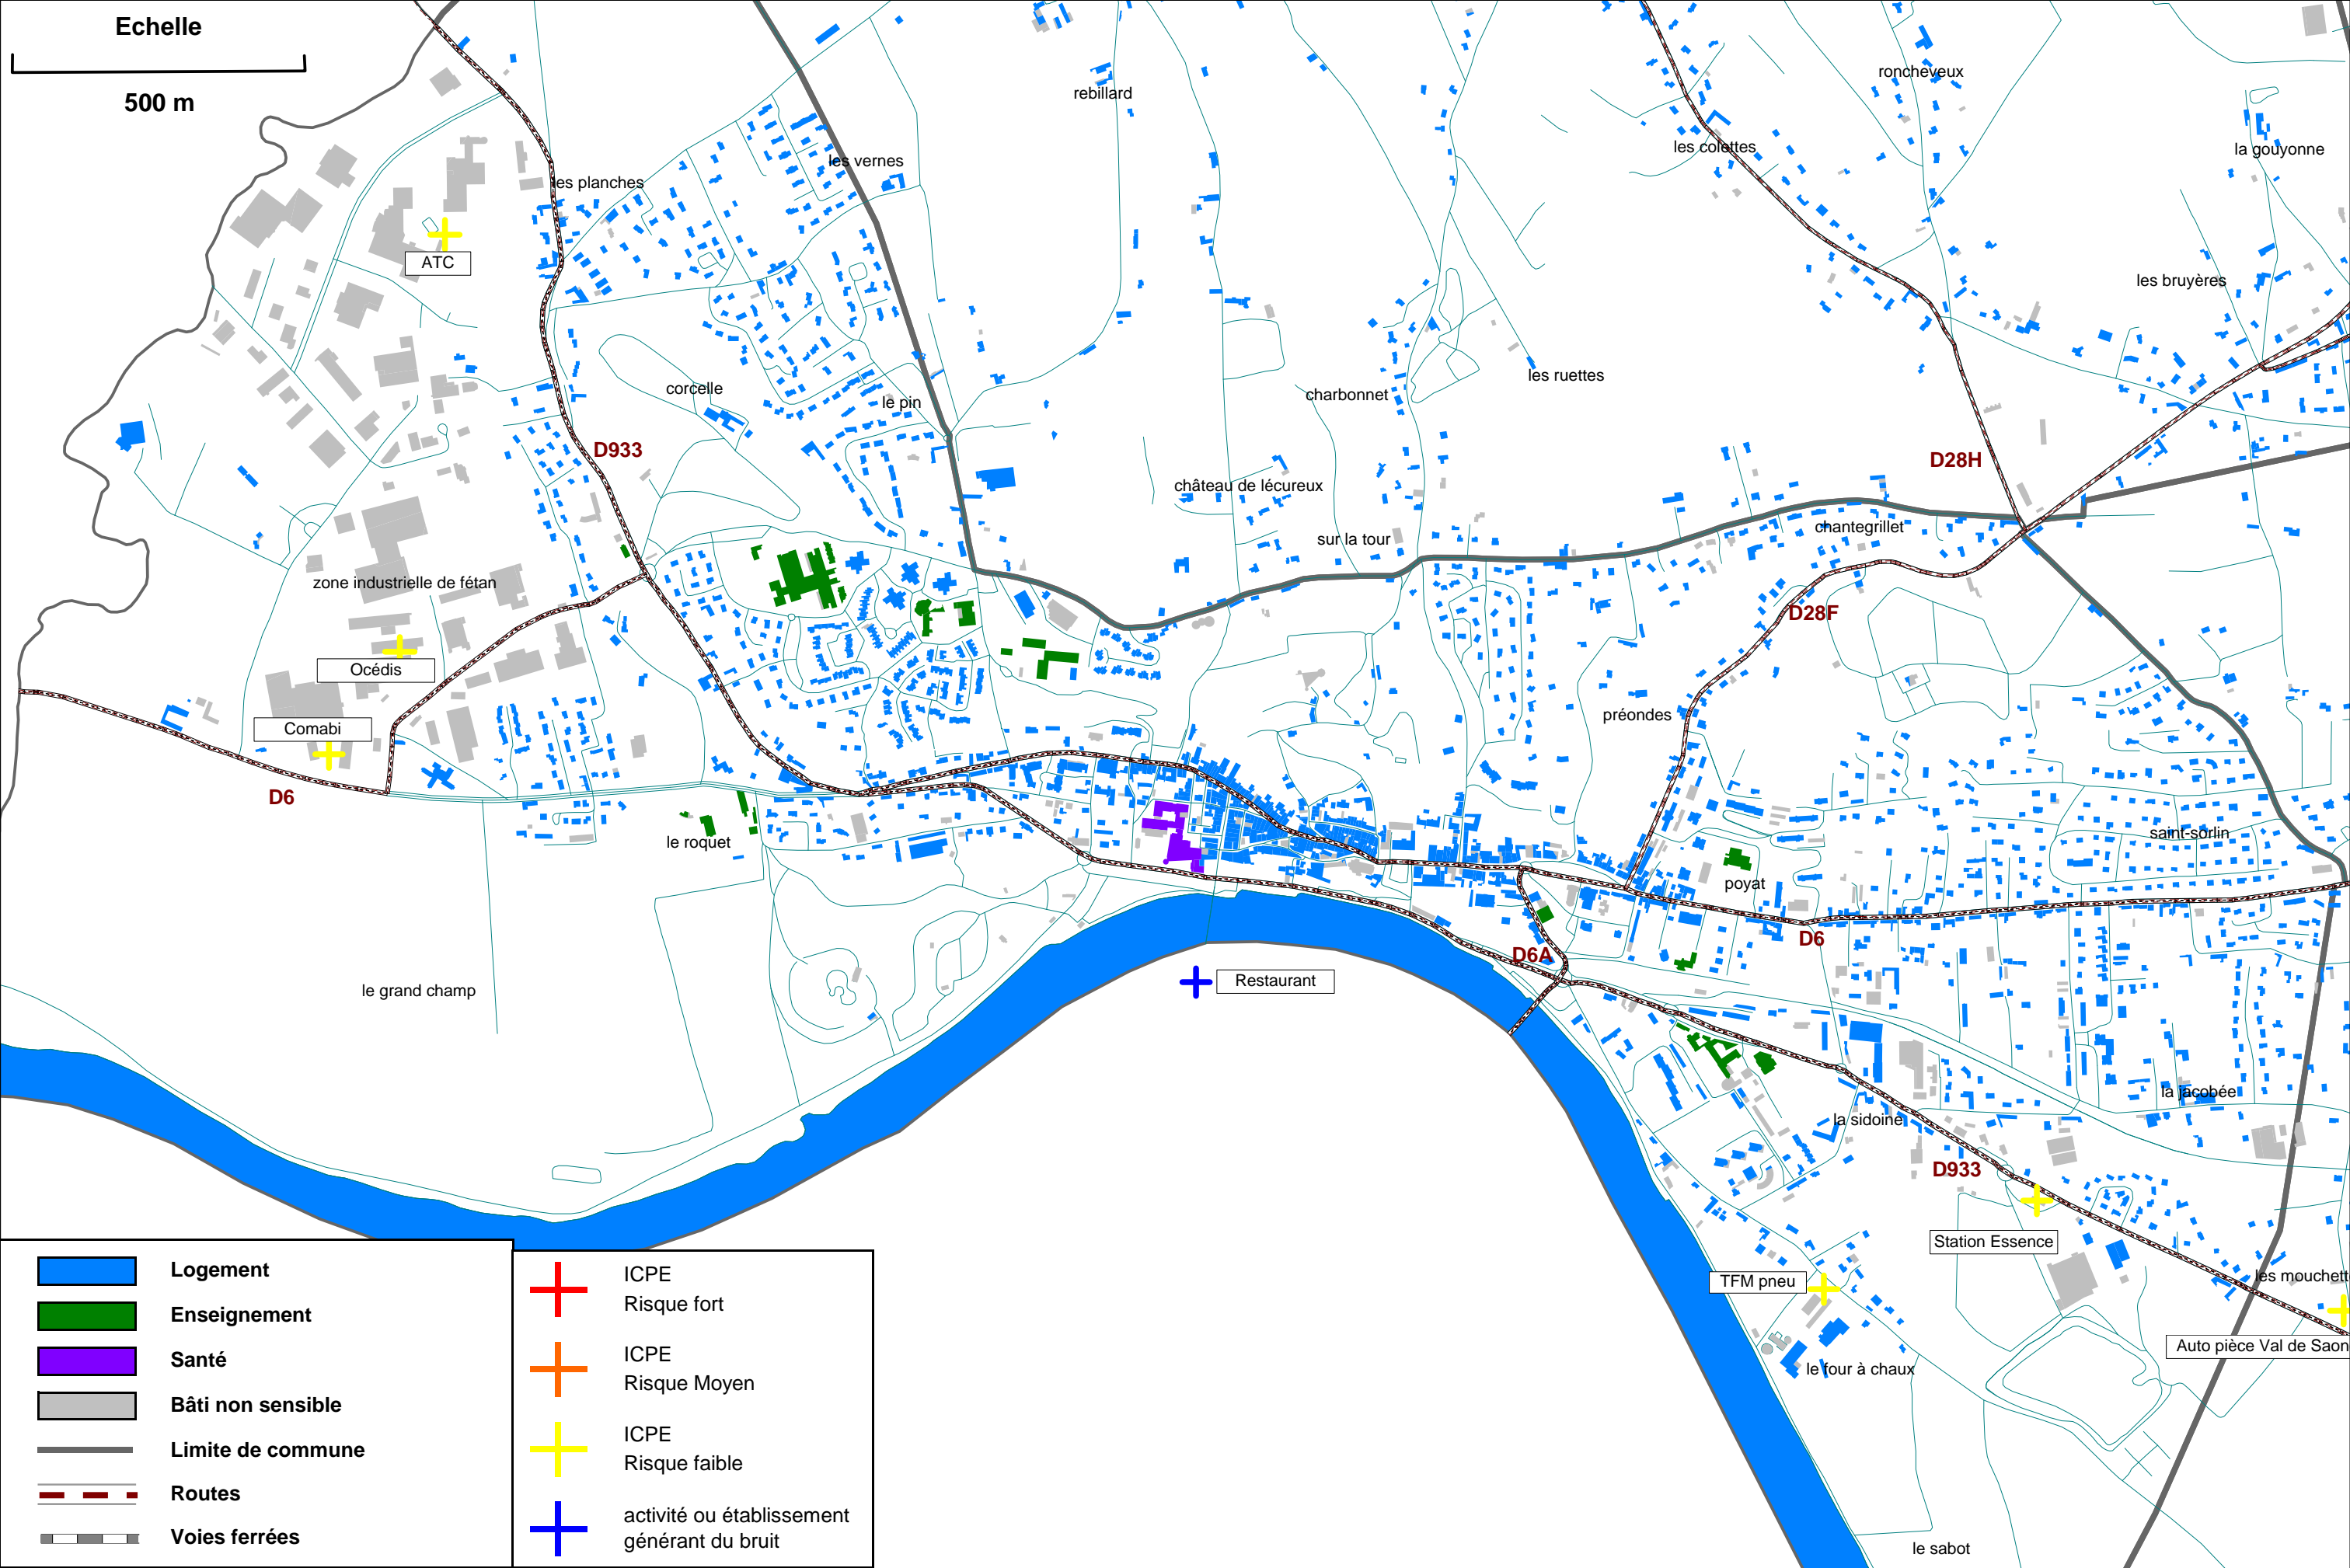 Echelle
500 m
rebillard
roncheveux
les colettes
la gouyonne
les vernes
les planches
ATC
les bruyères
corcelle
le pin
charbonnet
les ruettes
D933
D28H
château de lécureux
sur la tour
chantegrillet
zone industrielle de fétan
D28F
Océdis
Comabi
préondes
D6
le roquet
saint-sorlin
poyat
D6
D6A
Restaurant
le grand champ
la jacobée
la sidoine
D933
Station Essence
TFM pneu
les mouchett
Auto pièce Val de Saon
le four à chaux
le sabot
Logement
Enseignement
Santé
Bâti non sensible
Limite de commune
Routes
Voies ferrées
ICPE
Risque fort
ICPE
Risque Moyen
ICPE
Risque faible
activité ou établissement
générant du bruit